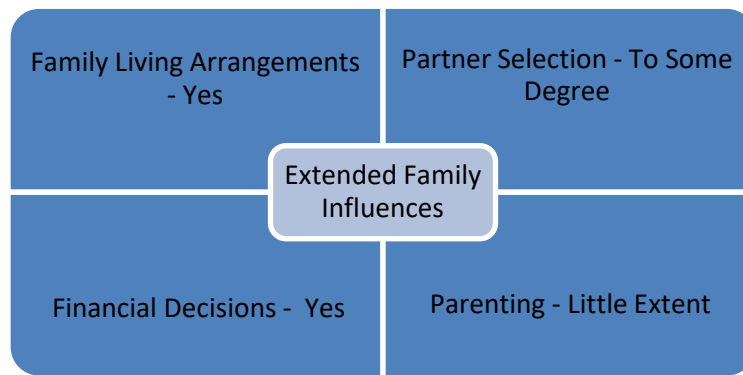 Family Living Arrangements
- Yes
Partner Selection - To Some
Degree
Extended Family
Influences
Financial Decisions -  Yes
Parenting - Little Extent